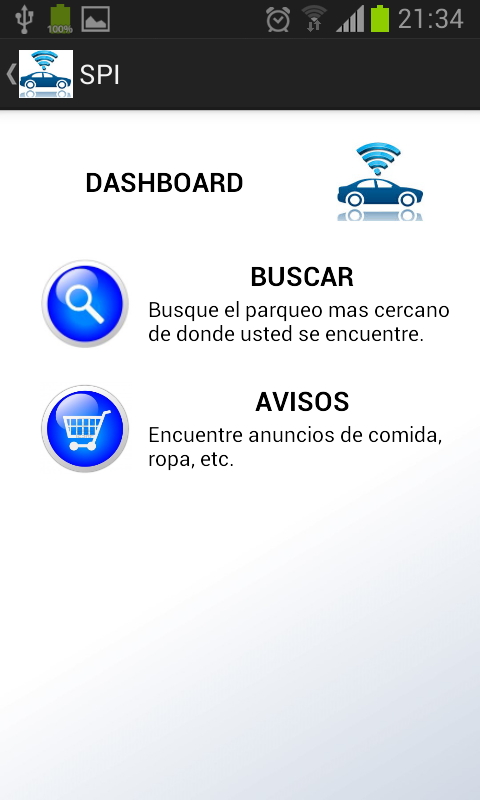 100%
21:34
SPI
DASHBOARD
BUSCAR
Busque el parqueo mas cercano
de donde usted se encuentre.
AVISOS
Encuentre anuncios de comida,
ropa, etc.